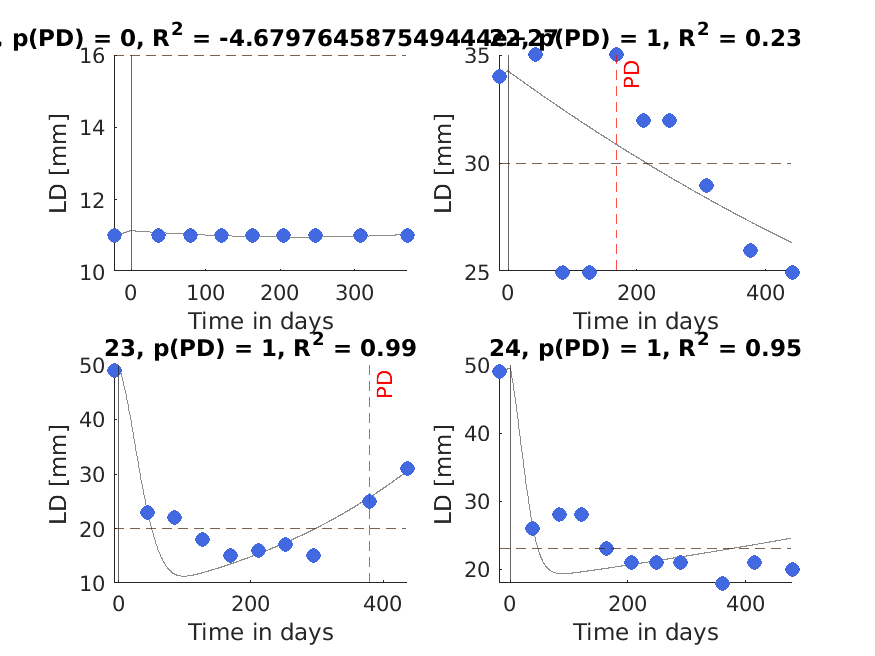 , p(PD) = 0, R² = -4.679764587549444
p(PD) = 1, R² = 0.23
16
14
12
10
LD [mm]
0 100 200 300
Time in days
35
30
25
LD [mm]
PD
0 200 400
Time in days
23, p(PD) = 1, R² = 0.99
50
40
30
20
10
LD [mm]
PD
0 200 400
Time in days
24, p(PD) = 1, R² = 0.95
50
40
30
20
LD [mm]
0 200 400
Time in days